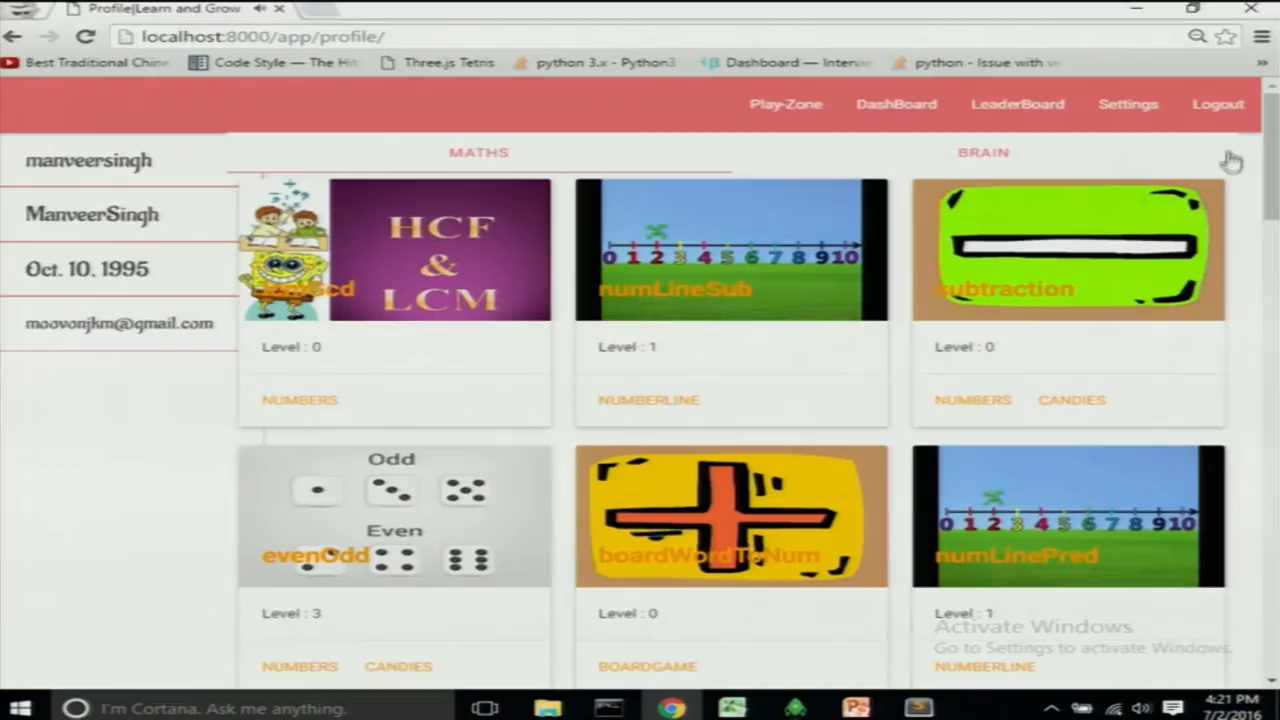 Profile|Learn and Grow
localhost:8000/app/profile/
Best Traditional Chine
Code Style — The Hit
Three.js Tetris
python 3.x - Python3
Dashboard — Interv
python - Issue with
Play-Zone
DashBoard
LeaderBoard
Settings
Logout
manveersingh
ManveerSingh
Oct. 10, 1995
moovonjkm@gmail.com
MATHS
BRAIN
HCF
&
LCM
0 1 2 3 4 5 6 7 8 9 10
numLineSub
subtraction
Level : 0
Level : 1
Level : 0
NUMBERS
NUMBERLINE
NUMBERS CANDIES
Odd
Even
evenOdd
boardWordToNum
0 1 2 3 4 5 6 7 8 9 10
numLinePred
Level : 3
Level : 0
Level : 1
NUMBERS CANDIES
BOARDGAME
NUMBERLINE
Activate Windows
Go to Settings to activate Windows.
I'm Cortana. Ask me anything.
4:21 PM
7/2/2016